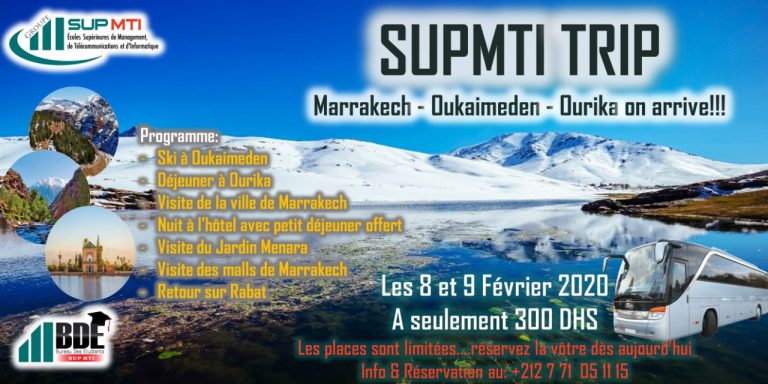 GROUPE
SUP MTI
Ecoles Supérieures de Management,
de Télécommunications et d'Informatique
SUPMTI TRIP
Marrakech - Oukaimeden - Ourika on arrive!!!
Programme:
- Ski à Oukaimeden
- Déjeuner à Ourika
- Visite de la ville de Marrakech
- Nuit à l'hôtel avec petit déjeuner offert
- Visite du Jardin Menara
- Visite des malls de Marrakech
- Retour sur Rabat
Les 8 et 9 Février 2020
A seulement 300 DHS
Les places sont limitées... réservez la vôtre dès aujourd'hui
Info & Réservation au: +212 7 71 05 11 15
BDE
Bureau Des Etudiants
SUP MTI